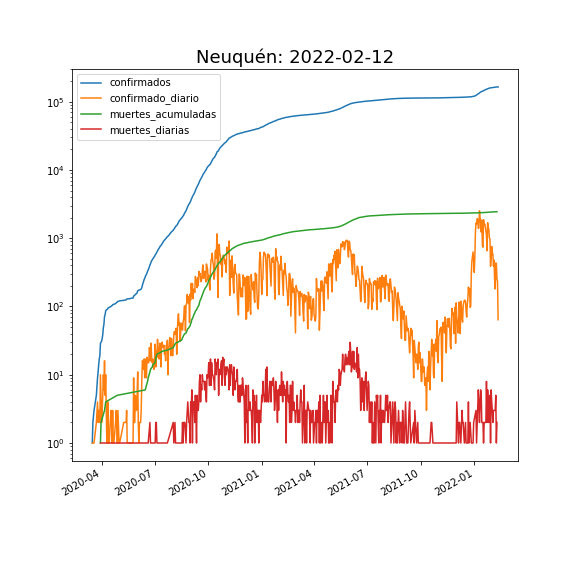 Neuquén: 2022-02-12
confirmados
confirmado_diario
muertes_acumuladas
muertes_diarias
10⁵
10⁴
10³
10²
10¹
10⁰
2020-04
2020-07
2020-10
2021-01
2021-04
2021-07
2021-10
2022-01